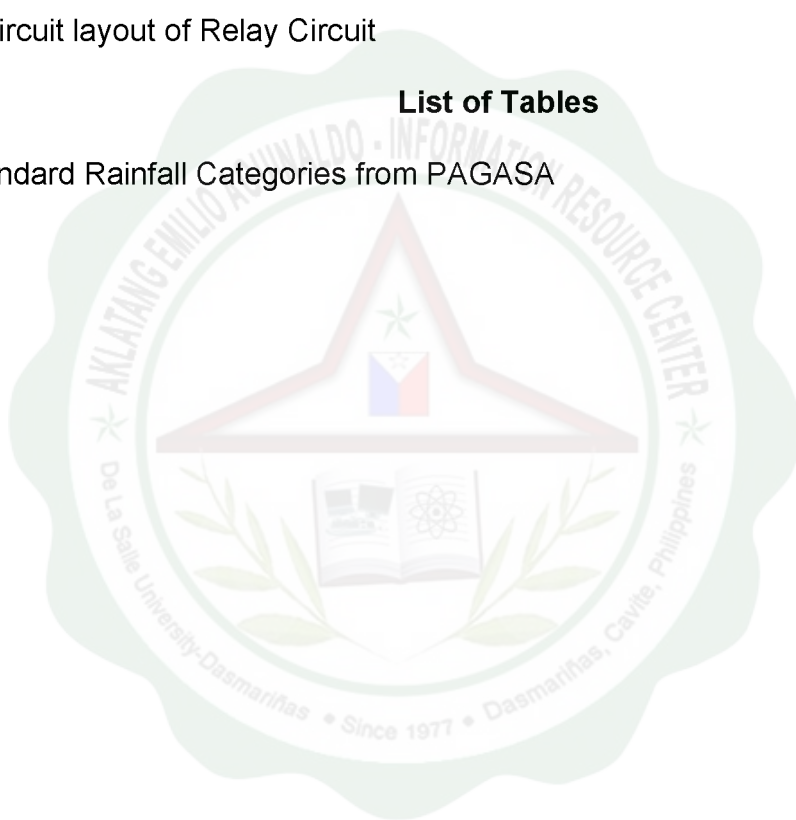 ircuit layout of Relay Circuit
List of Tables
ndard Rainfall Categories from PAGASA
AKLATANG EMILIO AGUINALDO - INFORMATION RESOURCE CENTER
De La Salle University-Dasmariñas • Since 1977 • Dasmariñas, Cavite, Philippines